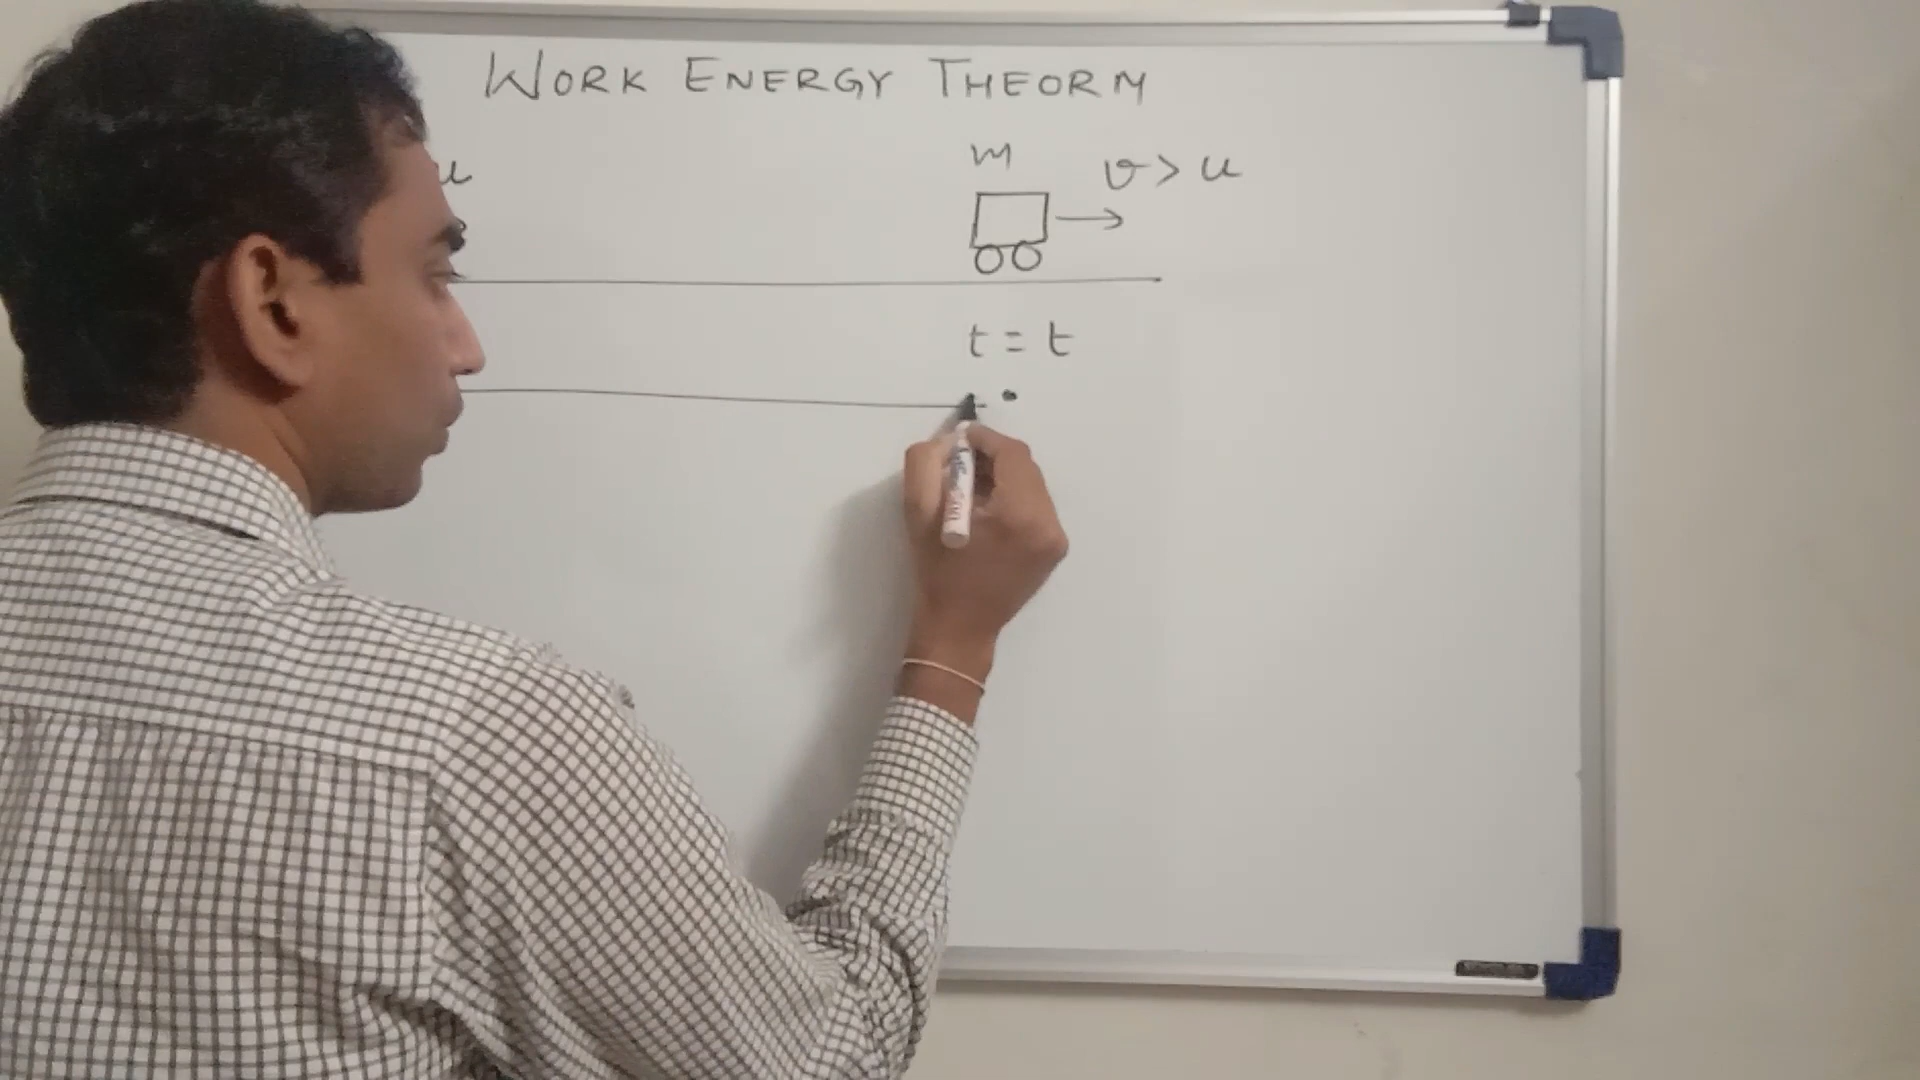 WORK ENERGY THEORM
u
m
v > u
t = t